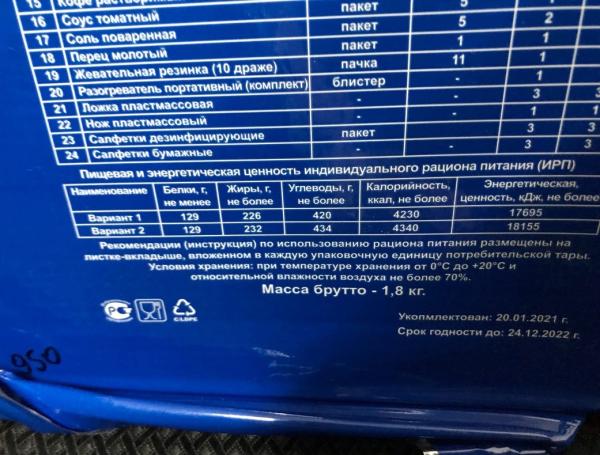 15 Кофе растворимый пакет 5 1
16 Соус томатный пакет 5 2
17 Соль поваренная пакет 1 1
18 Перец молотый пачка 11 1
19 Жевательная резинка (10 драже) блистер - 1
20 Разогреватель портативный (комплект) - - 3 3
21 Ложка пластмассовая - - 1 1
22 Нож пластмассовый - - 1 1
23 Салфетки дезинфицирующие пакет - 3 3
24 Салфетки бумажные - - 3 3
Пищевая и энергетическая ценность индивидуального рациона питания (ИРП)
Наименование Белки, г, не менее Жиры, г, не более Углеводы, г, не более Калорийность, ккал, не более Энергетическая, ценность, кДж, не более
Вариант 1 129 226 420 4230 17695
Вариант 2 129 232 434 4340 18155
Рекомендации (инструкция) по использованию рациона питания размещены на
листке-вкладыше, вложенном в каждую упаковочную единицу потребительской тары.
Условия хранения: при температуре хранения от 0°С до +20°С и
относительной влажности воздуха не более 70%.
Масса брутто - 1,8 кг.
C/LDPE
Укомплектован: 20.01.2021 г.
Срок годности до: 24.12.2022 г.
950